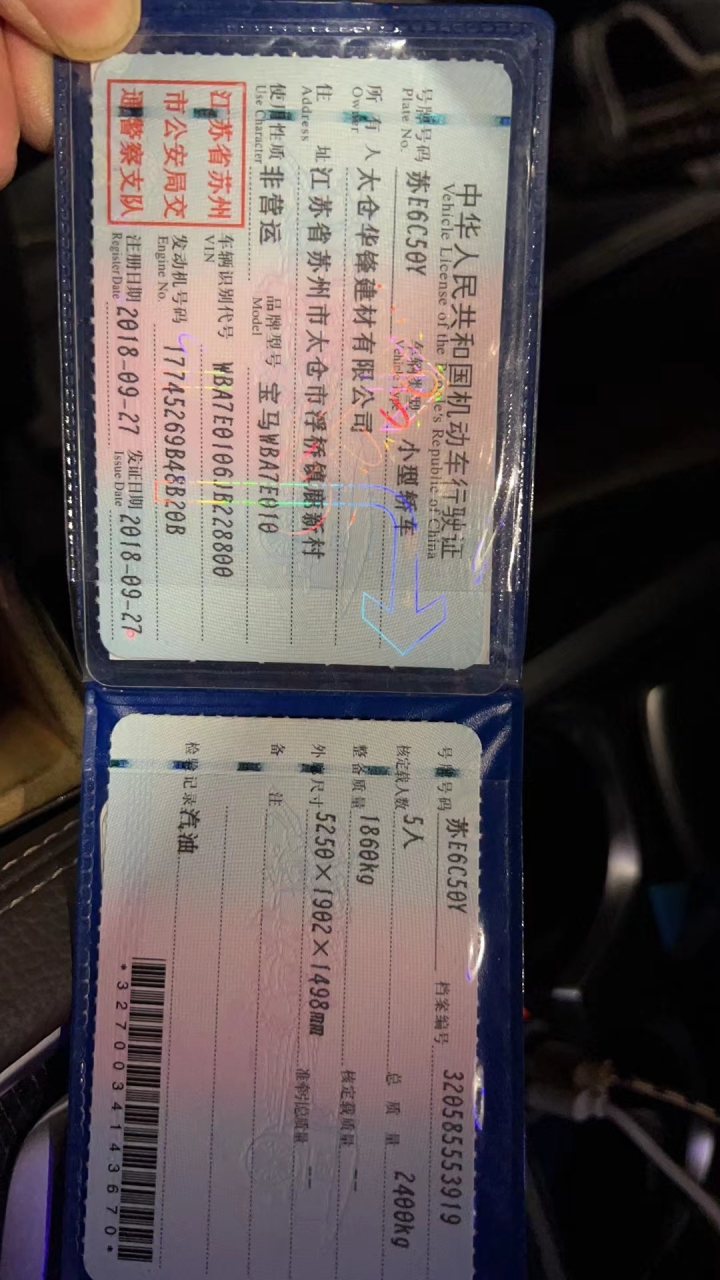 中华人民共和国机动车行驶证
Vehicle License of the People's Republic of China
号牌号码 苏E6C50Y 车辆类型 小型轿车
Plate No. Vehicle Type
所有人 太仓华锋建材有限公司
Owner
住址 江苏省苏州市太仓市浮桥镇鹿新村
Address
使用性质 非营运 品牌型号 宝马WBA7E010
Use Character Model
江苏省苏州
市公安局交
通警察支队
车辆识别代号 WBA7E0106JB228800
VIN
发动机号码 17745269B48B20B
Engine No.
注册日期 2018-09-27 发证日期 2018-09-27
Register Date Issue Date
号牌号码 苏E6C50Y 档案编号 320585553919
核定载人数 5人 总质量 2400kg
整备质量 1860kg 核定载质量 --
外廓尺寸 5250×1902×1498mm 准牵引总质量 --
备注
检验记录 汽油
*3270034143670*